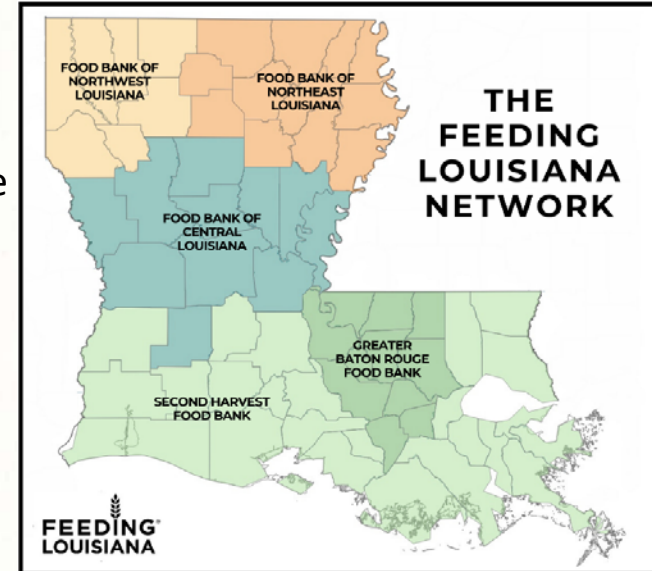 e
FOOD BANK OF
NORTHWEST
LOUISIANA
FOOD BANK OF
NORTHEAST
LOUISIANA
THE
FEEDING
LOUISIANA
NETWORK
FOOD BANK OF
CENTRAL
LOUISIANA
GREATER
BATON ROUGE
FOOD BANK
SECOND HARVEST
FOOD BANK
FEEDING®
LOUISIANA